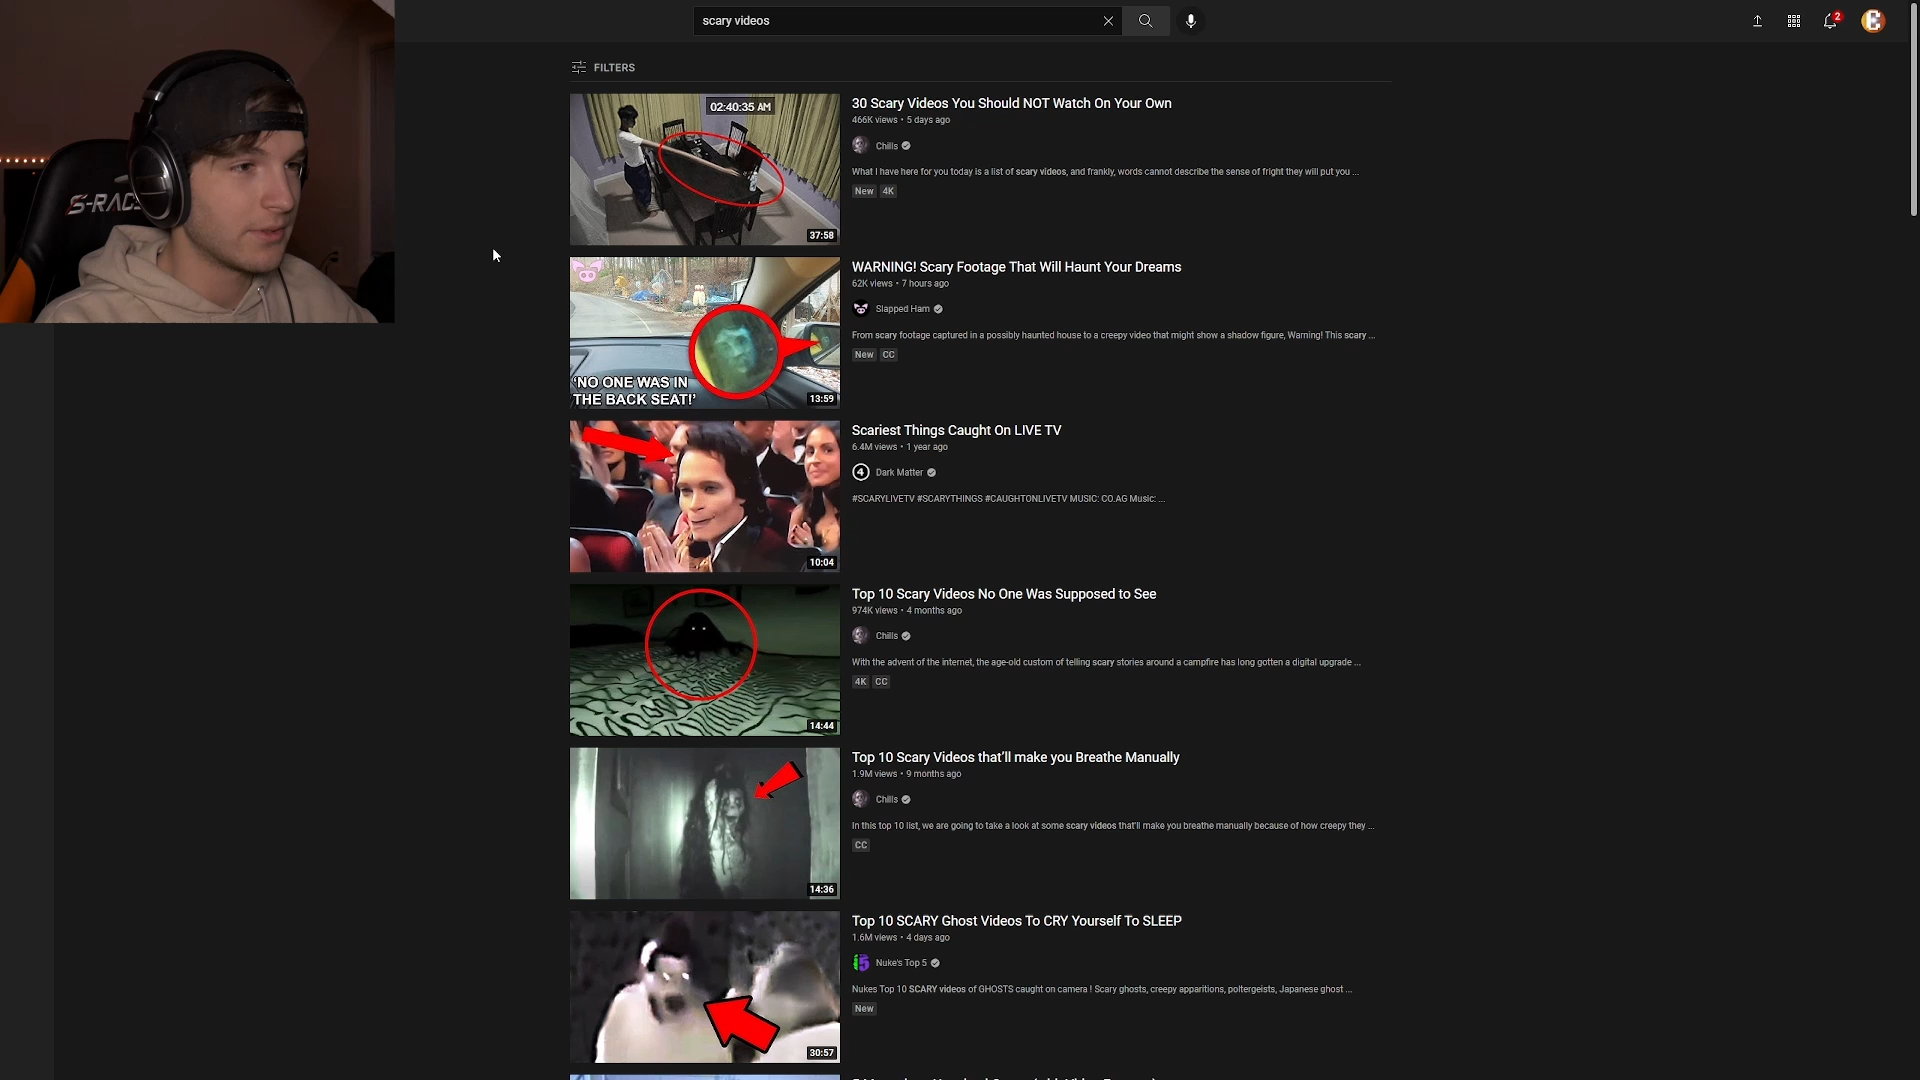 scary videos
2
FILTERS
S-RAC
02:40:35 AM
37:58
30 Scary Videos You Should NOT Watch On Your Own
466K views • 5 days ago
Chills
What I have here for you today is a list of scary videos, and frankly, words cannot describe the sense of fright they will put you ...
New 4K
'NO ONE WAS IN
THE BACK SEAT!'
13:59
WARNING! Scary Footage That Will Haunt Your Dreams
62K views • 7 hours ago
Slapped Ham
From scary footage captured in a possibly haunted house to a creepy video that might show a shadow figure, Warning! This scary ...
New CC
10:04
Scariest Things Caught On LIVE TV
6.4M views • 1 year ago
4 Dark Matter
#SCARYLIVETV #SCARYTHINGS #CAUGHTONLIVETV MUSIC: CO.AG Music: ...
14:44
Top 10 Scary Videos No One Was Supposed to See
974K views • 4 months ago
Chills
With the advent of the internet, the age-old custom of telling scary stories around a campfire has long gotten a digital upgrade ...
4K CC
14:36
Top 10 Scary Videos that'll make you Breathe Manually
1.9M views • 9 months ago
Chills
In this top 10 list, we are going to take a look at some scary videos that'll make you breathe manually because of how creepy they ...
CC
30:57
Top 10 SCARY Ghost Videos To CRY Yourself To SLEEP
1.6M views • 4 days ago
Nuke's Top 5
Nukes Top 10 SCARY videos of GHOSTS caught on camera ! Scary ghosts, creepy apparitions, poltergeists, Japanese ghost ...
New